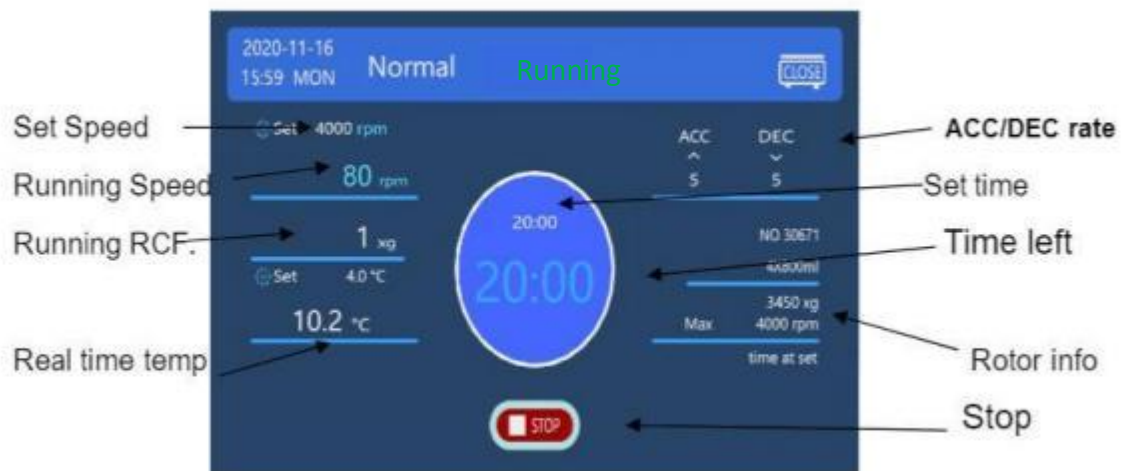 2020-11-16
15:59 MON
Normal
Running
CLOSE
Set Speed
Set 4000 rpm
ACC DEC
5 5
ACC/DEC rate
Running Speed
80 rpm
Set time
20:00
Running RCF.
1 xg
NO 30671
Time left
Set 4.0 °C
4X800ml
20:00
10.2 °C
3450 xg
Max 4000 rpm
Real time temp
time at set
Rotor info
STOP
Stop